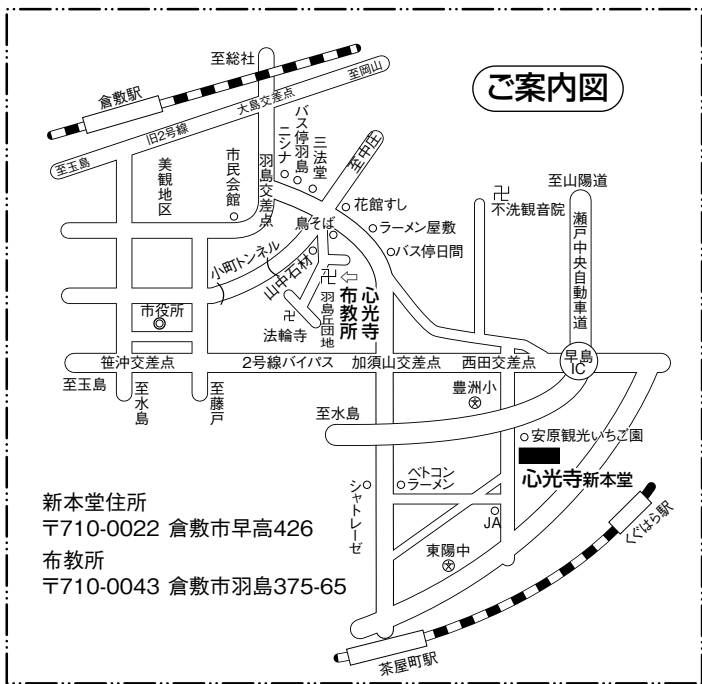 ご案内図
至総社
至岡山
倉敷駅
大島交差点
旧2号線
至玉島
美観地区
市民会館
羽島交差点
ニシナ
バス停羽島
三法堂
至中庄
花館すし
ラーメン屋敷
バス停日間
不洗観音院
至山陽道
瀬戸中央自動車道
鳥そば
小町トンネル
山中石材
卍
卍
卍
⇦
心光寺
布教所
羽島丘団地
法輪寺
市役所
笹沖交差点
2号線バイパス
加須山交差点
西田交差点
早島
IC
至玉島
至水島
至藤戸
豊洲小
文
至水島
安原観光いちご園
心光寺新本堂
シャトレーゼ
ベトコン
ラーメン
JA
東陽中
文
くぐはら駅
茶屋町駅
新本堂住所
〒710-0022 倉敷市早高426
布教所
〒710-0043 倉敷市羽島375-65